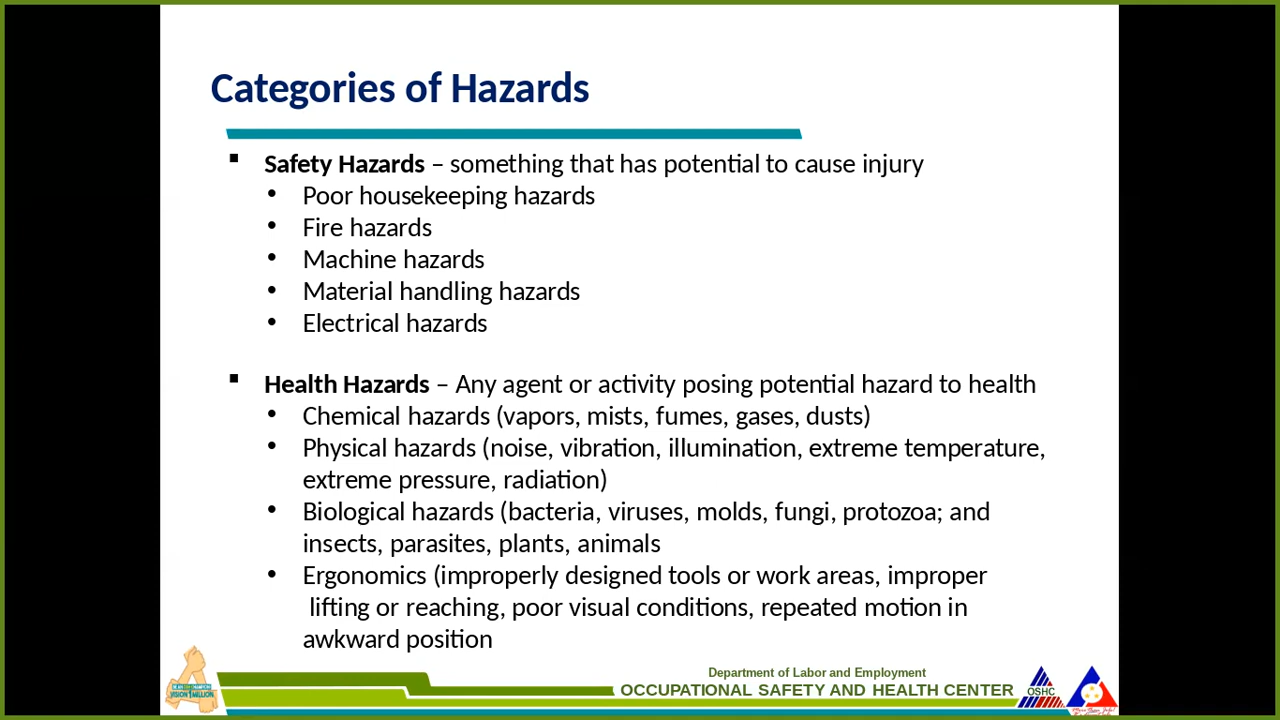 Categories of Hazards
▪ Safety Hazards – something that has potential to cause injury
• Poor housekeeping hazards
• Fire hazards
• Machine hazards
• Material handling hazards
• Electrical hazards
▪ Health Hazards – Any agent or activity posing potential hazard to health
• Chemical hazards (vapors, mists, fumes, gases, dusts)
• Physical hazards (noise, vibration, illumination, extreme temperature,
extreme pressure, radiation)
• Biological hazards (bacteria, viruses, molds, fungi, protozoa; and
insects, parasites, plants, animals
• Ergonomics (improperly designed tools or work areas, improper
lifting or reaching, poor visual conditions, repeated motion in
awkward position
Department of Labor and Employment
OCCUPATIONAL SAFETY AND HEALTH CENTER
OSHC
VISION 1 MILLION